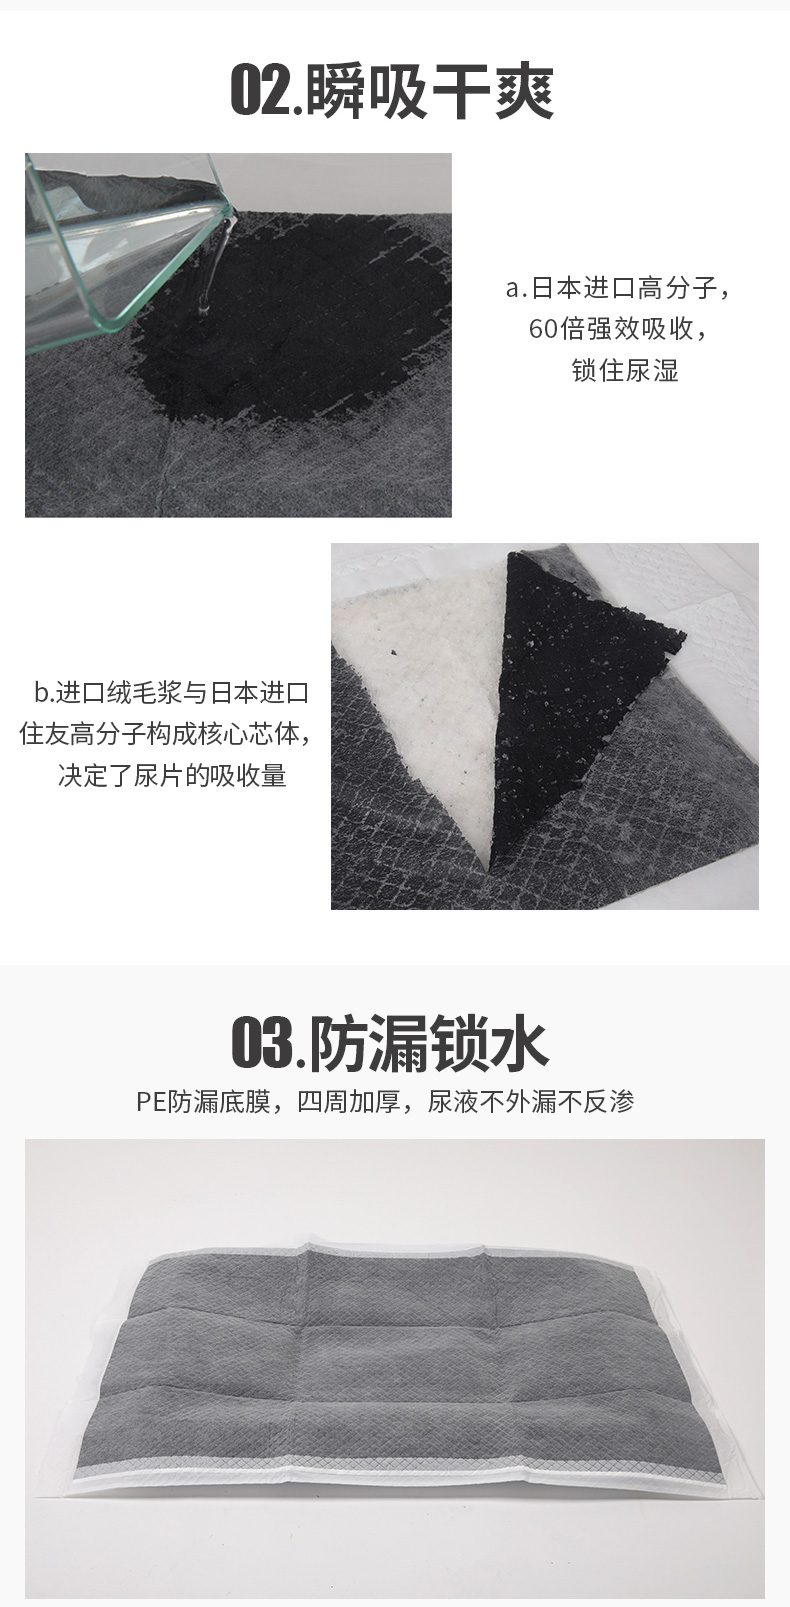 02.瞬吸干爽
a.日本进口高分子，
60倍强效吸收，
锁住尿湿
b.进口绒毛浆与日本进口
住友高分子构成核心芯体，
决定了尿片的吸收量
03.防漏锁水
PE防漏底膜，四周加厚，尿液不外漏不反渗